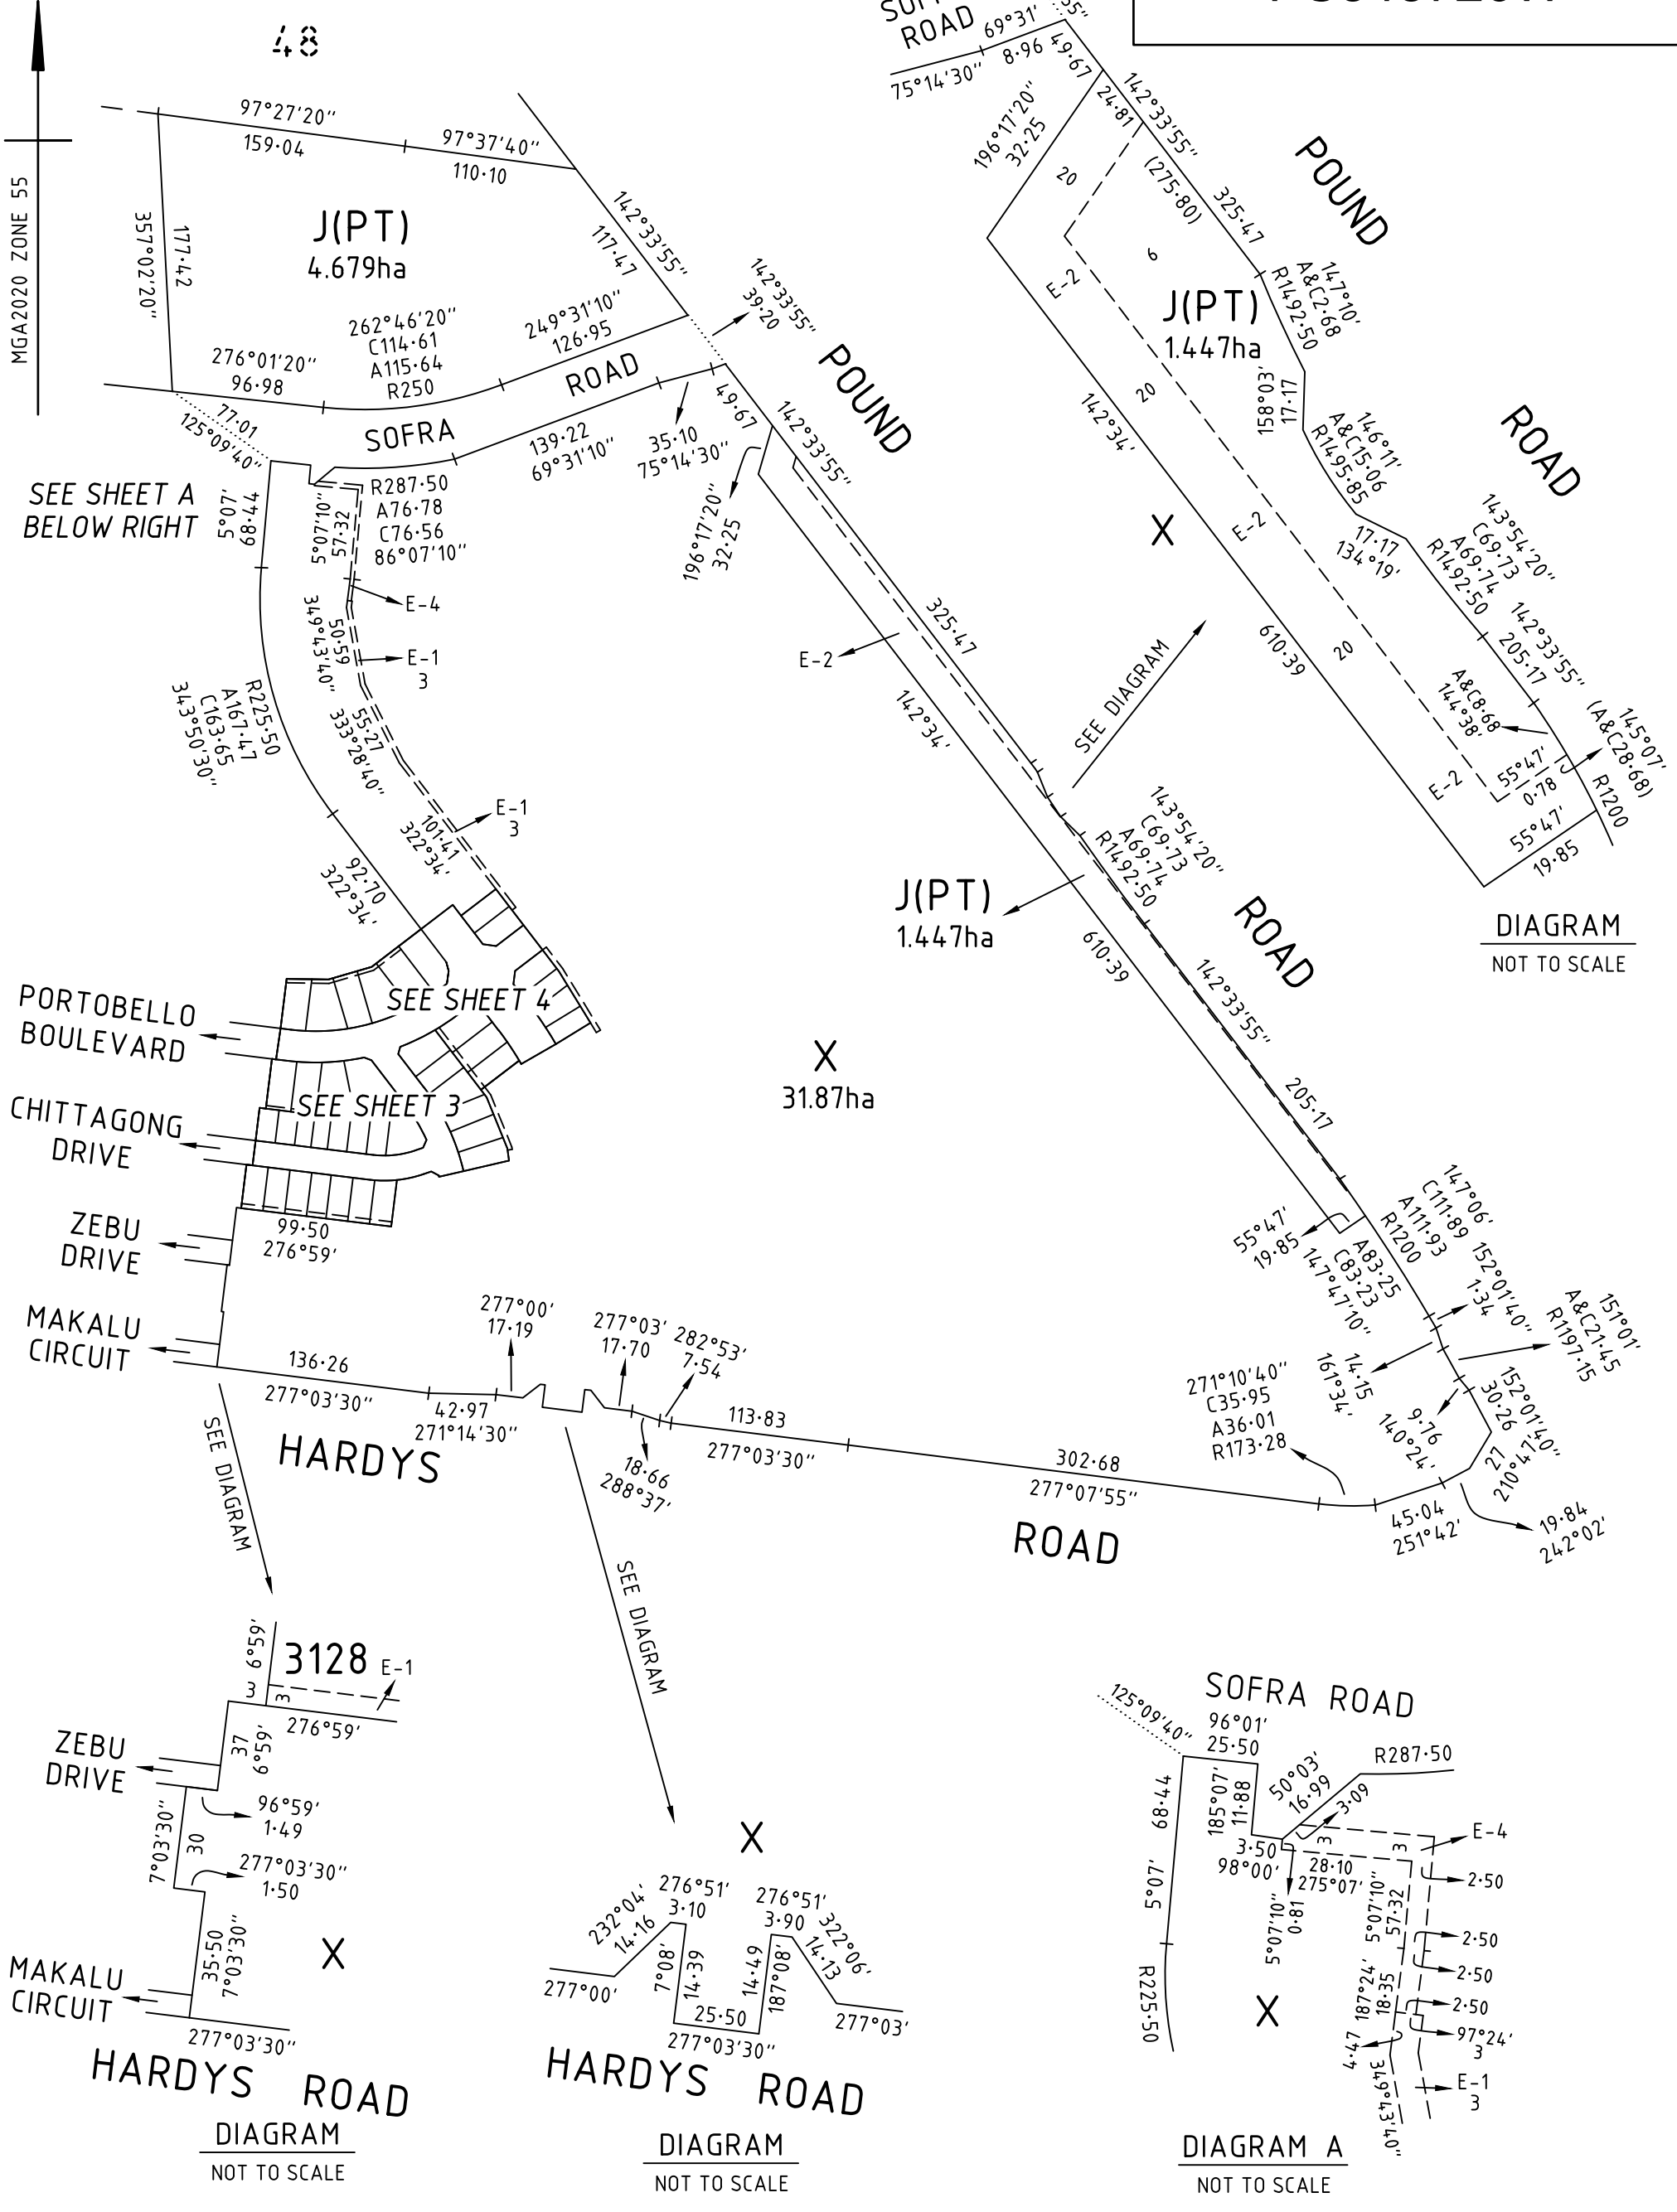 48
MGA2020 ZONE 55
97°27'20"
159·04
97°37'40"
110·10
357°02'20"
177·42
J(PT)
4.679ha
142°33'55"
117·47
142°33'55"
39·20
276°01'20"
96·98
262°46'20"
C114·61
A115·64
R250
249°31'10"
126·95
SOFRA ROAD
POUND ROAD
77·01
125°09'40"
139·22
69°31'10"
35·10
75°14'30"
49·67
142°33'55"
196°17'20"
32·25
SEE SHEET A
BELOW RIGHT
5°07'
68·44
5°07'10"
57·32
R287·50
A76·78
C76·56
86°07'10"
E-4
349°43'40"
50·59
E-1
3
R225·50
A167·47
C163·65
343°50'30"
55·27
333°28'40"
E-1
3
101·41
322°34'
92·70
322°34'
E-2
325·47
142°34'
SEE DIAGRAM
J(PT)
1.447ha
610·39
143°54'20"
C69·73
A69·74
R1492·50
142°33'55"
205·17
SEE SHEET 4
SEE SHEET 3
PORTOBELLO
BOULEVARD
CHITTAGONG
DRIVE
ZEBU
DRIVE
MAKALU
CIRCUIT
99·50
276°59'
X
31.87ha
55°47'
19·85
A83·25
C83·23
147°47'10"
147°06'
C111·89
A111·93
R1200
152°01'40"
1·34
151°01'
A&C21·45
R1197·15
14·15
161°34'
9·76
140°24'
152°01'40"
30·26
27
210°47'
19·84
242°02'
45·04
251°42'
271°10'40"
C35·95
A36·01
R173·28
302·68
277°07'55"
113·83
277°03'30"
282°53'
7·54
18·66
288°37'
277°03'
17·70
277°00'
17·19
42·97
271°14'30"
136·26
277°03'30"
HARDYS ROAD
SEE DIAGRAM
SEE DIAGRAM
ROAD
75°14'30"
69°31'
8·96
49·67
24·81
142°33'55"
(275·80)
325·47
196°17'20"
32·25
20
6
E-2
J(PT)
1.447ha
POUND
ROAD
147°10'
A&C2·68
R1492·50
158°03'
17·17
146°11'
A&C15·06
R1495·85
17·17
134°19'
143°54'20"
C69·73
A69·74
R1492·50
142°33'55"
205·17
20
142°34'
X
E-2
610·39
20
A&C8·68
144°38'
145°07'
(A&C28·68)
R1200
55°47'
0·78
E-2
55°47'
19·85
DIAGRAM
NOT TO SCALE
6°59'
3128
E-1
3
3
276°59'
37
6°59'
ZEBU
DRIVE
96°59'
1·49
7°03'30"
30
277°03'30"
1·50
35·50
7°03'30"
X
MAKALU
CIRCUIT
277°03'30"
HARDYS ROAD
DIAGRAM
NOT TO SCALE
X
232°04'
14·16
276°51'
3·10
276°51'
3·90
322°06'
14·13
277°00'
7°08'
14·39
14·49
187°08'
25·50
277°03'30"
277°03'
HARDYS ROAD
DIAGRAM
NOT TO SCALE
SOFRA ROAD
125°09'40"
96°01'
25·50
R287·50
68·44
5°07'
185°07'
11·88
50°03'
16·99
3·09
3·50
98°00'
3
3
E-4
28·10
275°07'
2·50
5°07'10"
0·81
5°07'10"
57·32
2·50
2·50
R225·50
X
187°24'
18·35
2·50
97°24'
3
4·47
349°43'40"
E-1
3
DIAGRAM A
NOT TO SCALE